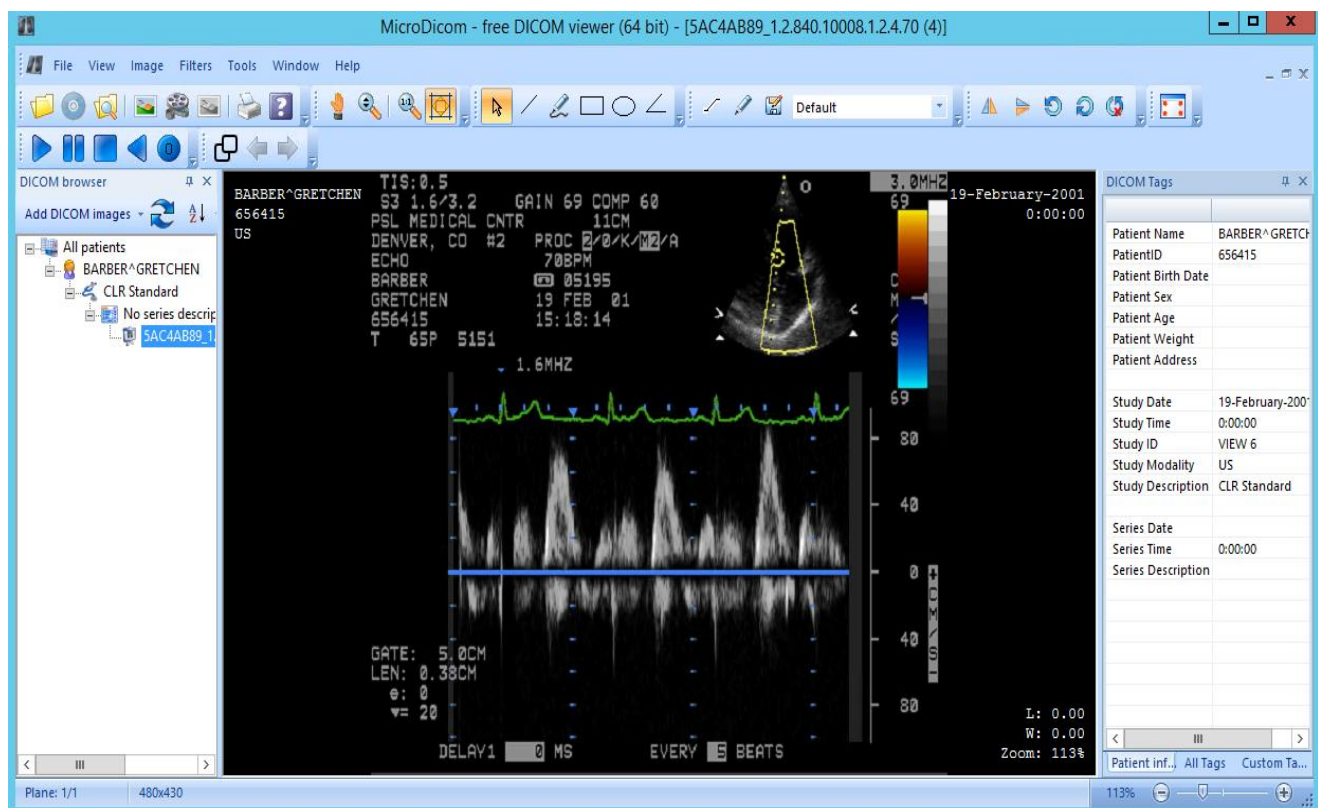 MicroDicom - free DICOM viewer (64 bit) - [5AC4AB89_1.2.840.10008.1.2.4.70 (4)]
File View Image Filters Tools Window Help
1:1
Default
0
DICOM browser
Add DICOM images
A
Z
All patients
BARBER^GRETCHEN
CLR Standard
No series descrip
5AC4AB89_1.
BARBER^GRETCHEN
656415
US
TIS:0.5
S3 1.6/3.2 GAIN 69 COMP 60
PSL MEDICAL CNTR 11CM
DENVER, CO #2 PROC 2/0/K/M2/A
ECHO 70BPM
BARBER 05195
GRETCHEN 19 FEB 01
656415 15:18:14
T 65P 5151
1.6MHZ
3.0MHZ
69
C
M
/
S
69
19-February-2001
0:00:00
80
40
0
40
80
+CM/S-
GATE: 5.0CM
LEN: 0.38CM
θ: 0
▼= 20
DELAY1 0 MS EVERY 5 BEATS
L: 0.00
W: 0.00
Zoom: 113%
DICOM Tags
Patient Name BARBER^GRETCH
PatientID 656415
Patient Birth Date
Patient Sex
Patient Age
Patient Weight
Patient Address
Study Date 19-February-200
Study Time 0:00:00
Study ID VIEW 6
Study Modality US
Study Description CLR Standard
Series Date
Series Time 0:00:00
Series Description
Patient inf... All Tags Custom Ta...
Plane: 1/1 480x430
113%